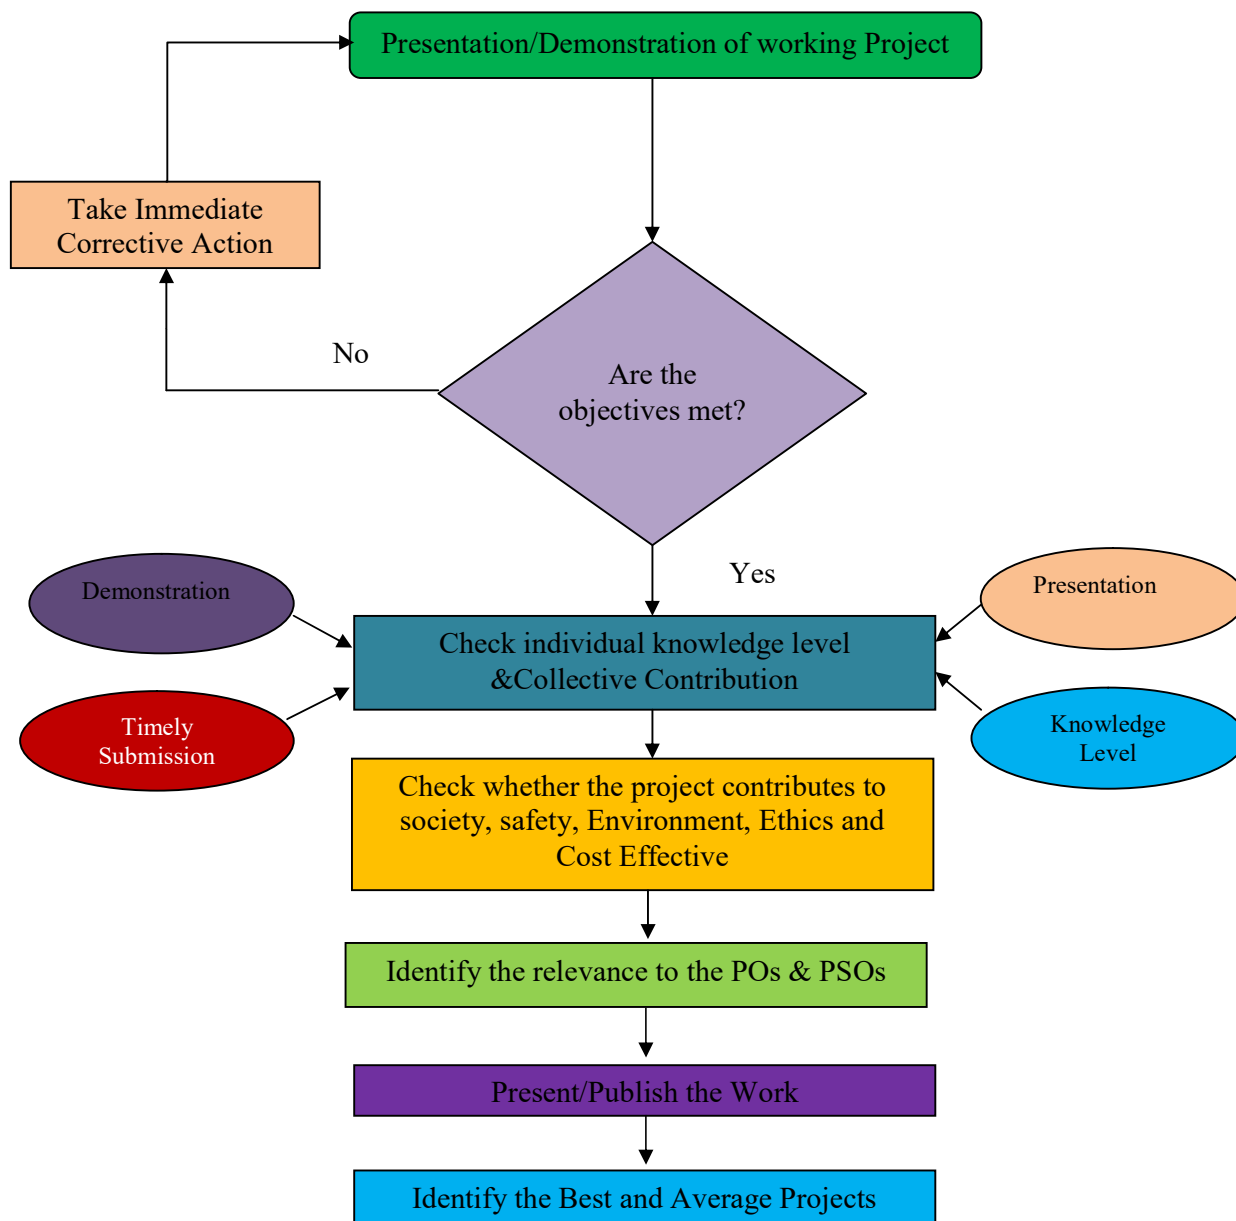 Presentation/Demonstration of working Project
Take Immediate
Corrective Action
No
Are the
objectives met?
Yes
Demonstration
Presentation
Check individual knowledge level
&Collective Contribution
Timely
Submission
Knowledge
Level
Check whether the project contributes to
society, safety, Environment, Ethics and
Cost Effective
Identify the relevance to the POs & PSOs
Present/Publish the Work
Identify the Best and Average Projects